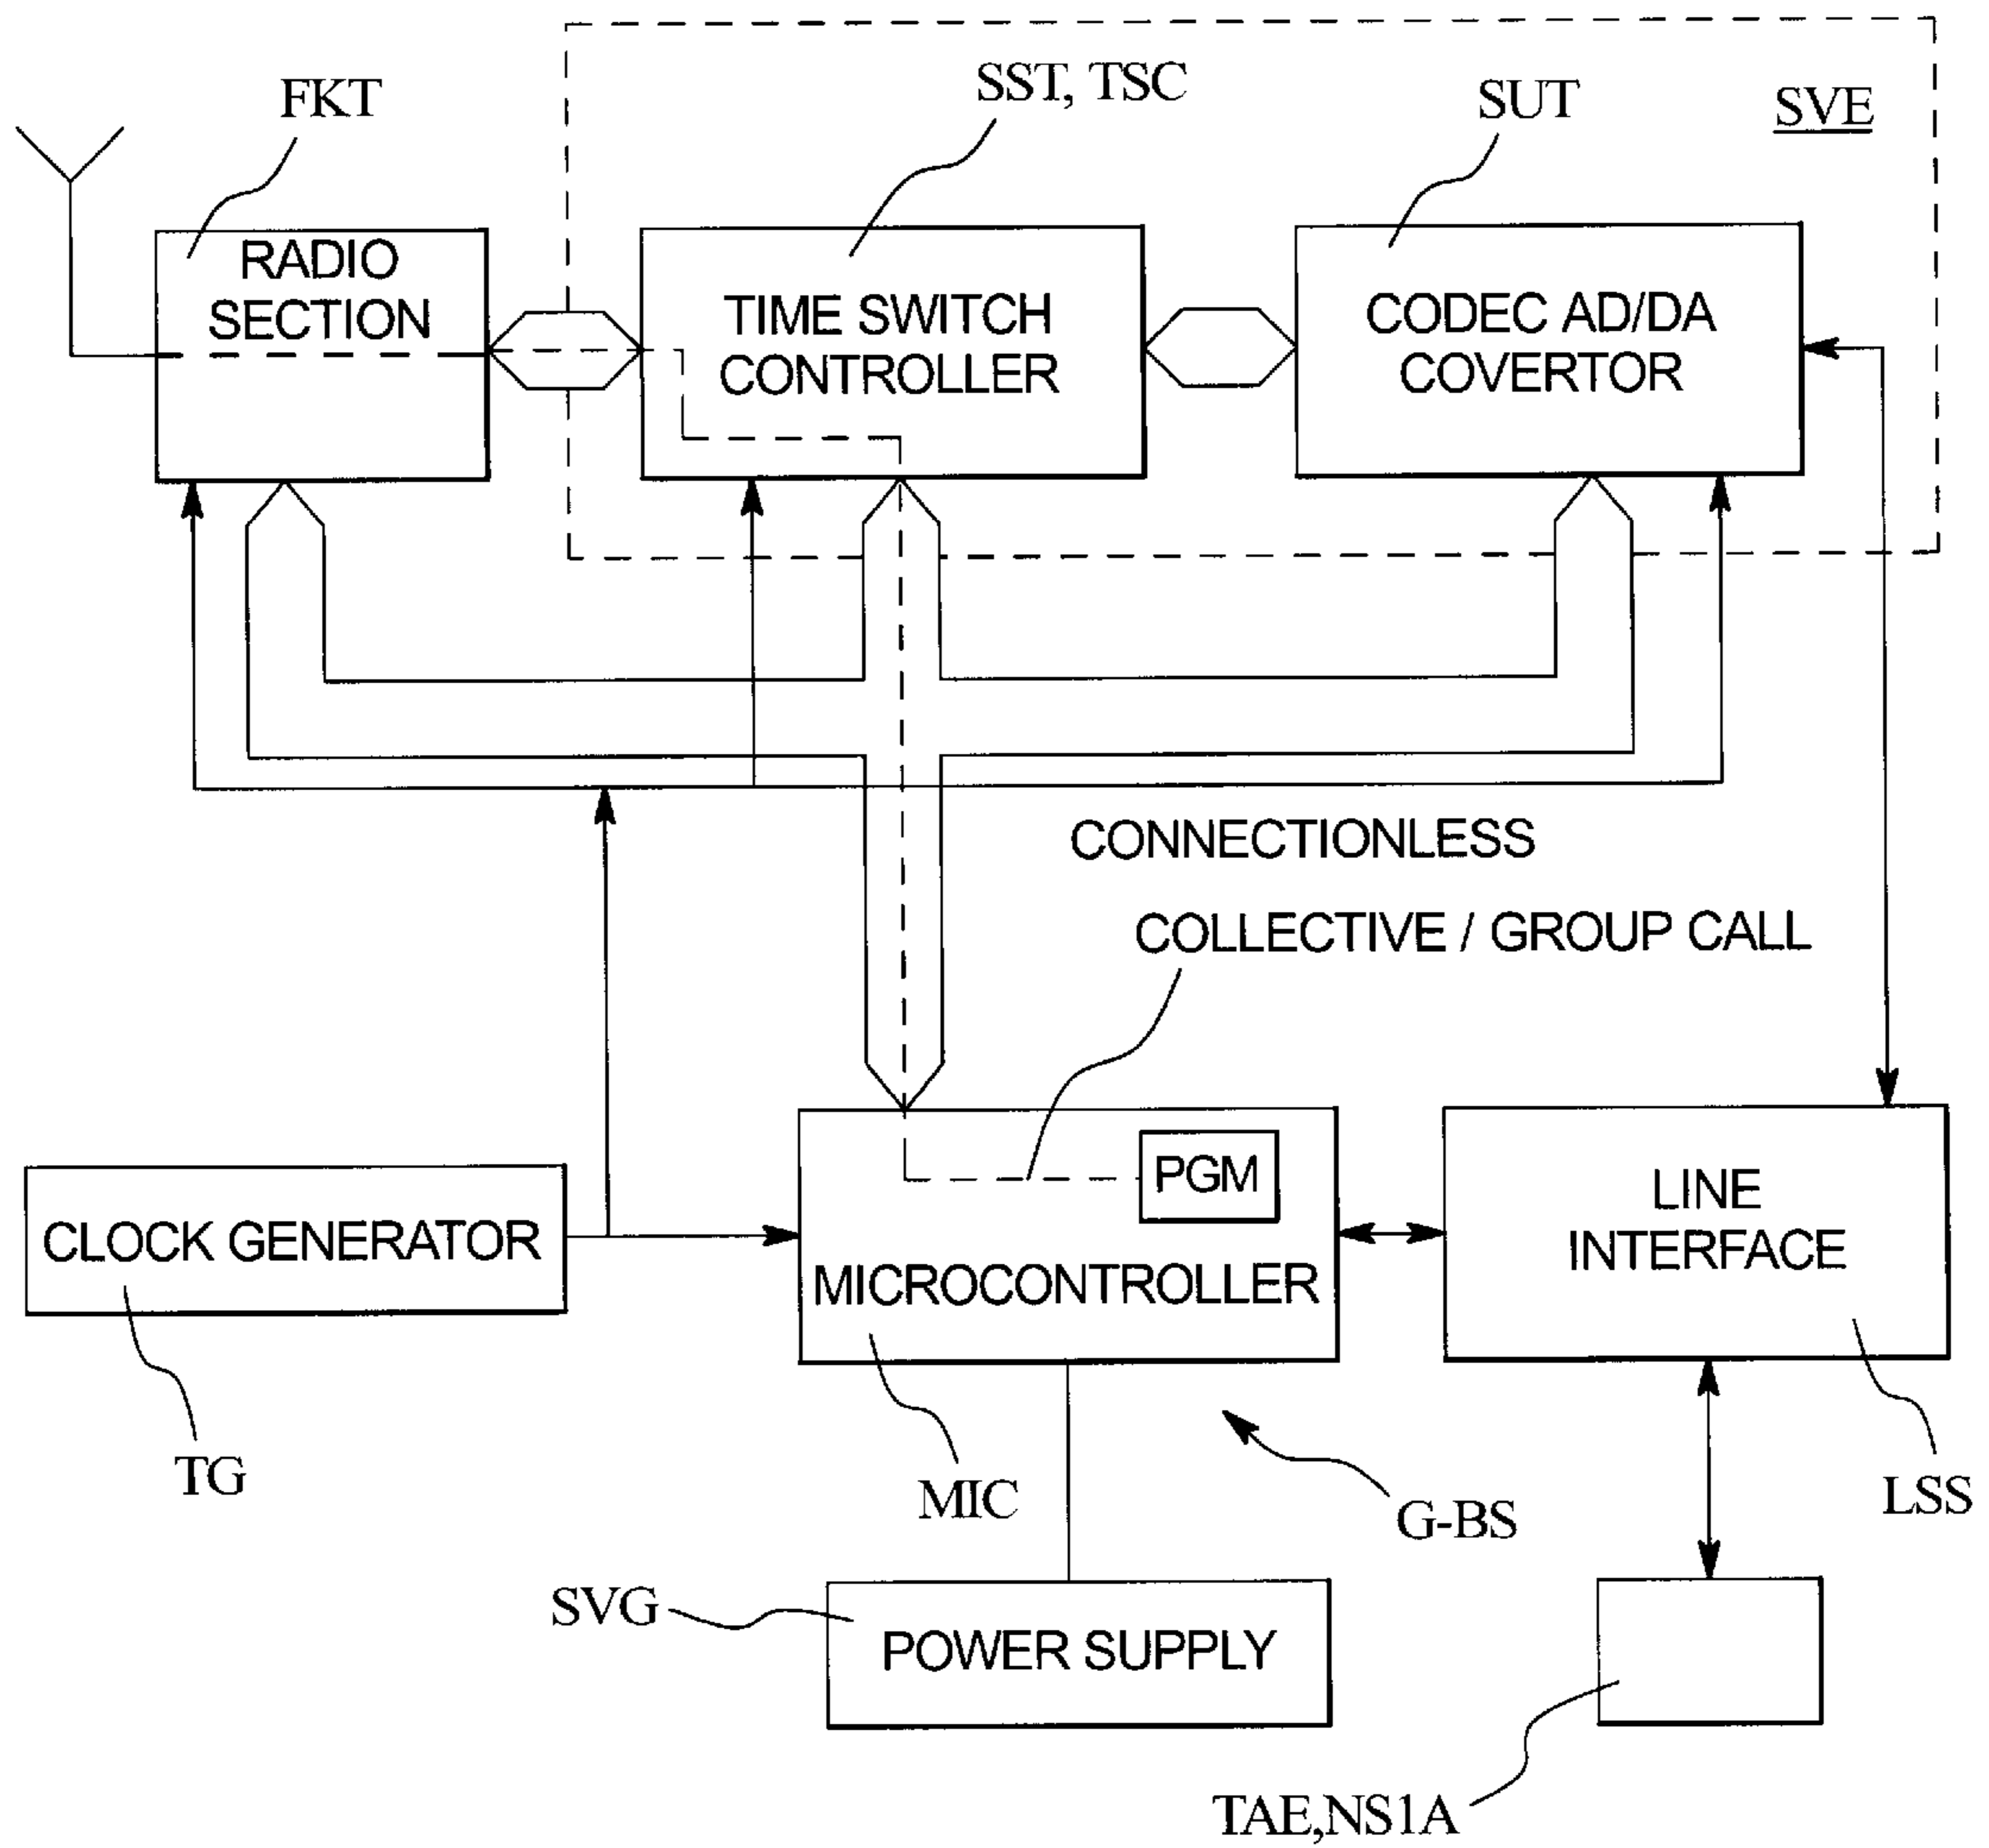 FKT
SST, TSC
SUT
SVE
RADIO
SECTION
TIME SWITCH
CONTROLLER
CODEC AD/DA
COVERTOR
CONNECTIONLESS
COLLECTIVE / GROUP CALL
PGM
CLOCK GENERATOR
MICROCONTROLLER
LINE
INTERFACE
TG
MIC
G-BS
LSS
SVG
POWER SUPPLY
TAE,NS1A